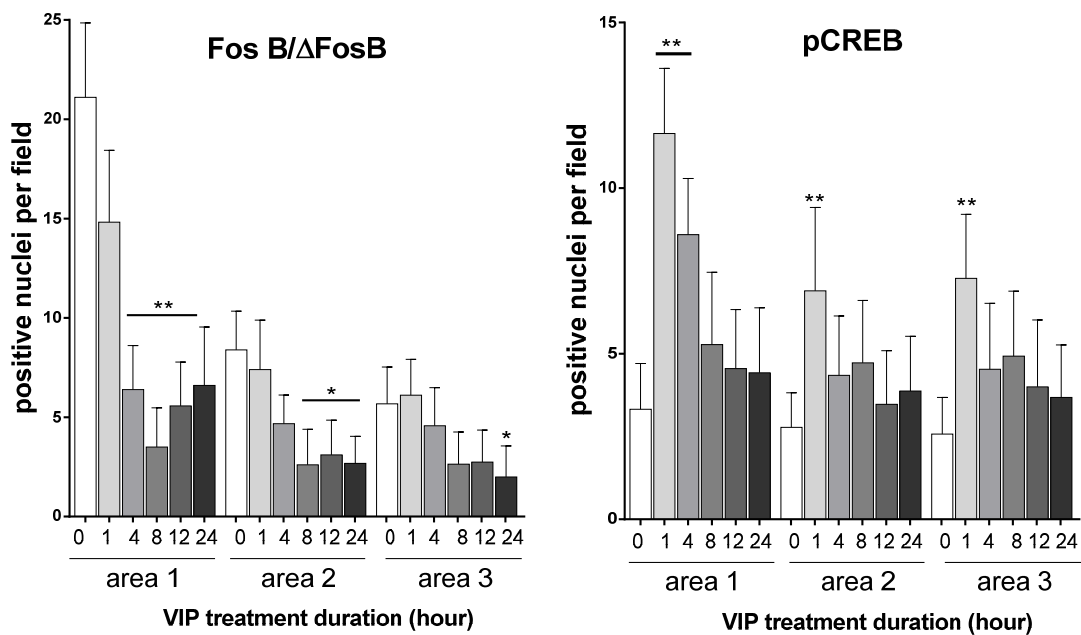 Fos B/ΔFosB
positive nuclei per field
25
20
15
10
5
0
**
*
*
0 1 4 8 12 24 0 1 4 8 12 24 0 1 4 8 12 24
area 1 area 2 area 3
VIP treatment duration (hour)
pCREB
positive nuclei per field
15
10
5
0
**
**
**
0 1 4 8 12 24 0 1 4 8 12 24 0 1 4 8 12 24
area 1 area 2 area 3
VIP treatment duration (hour)